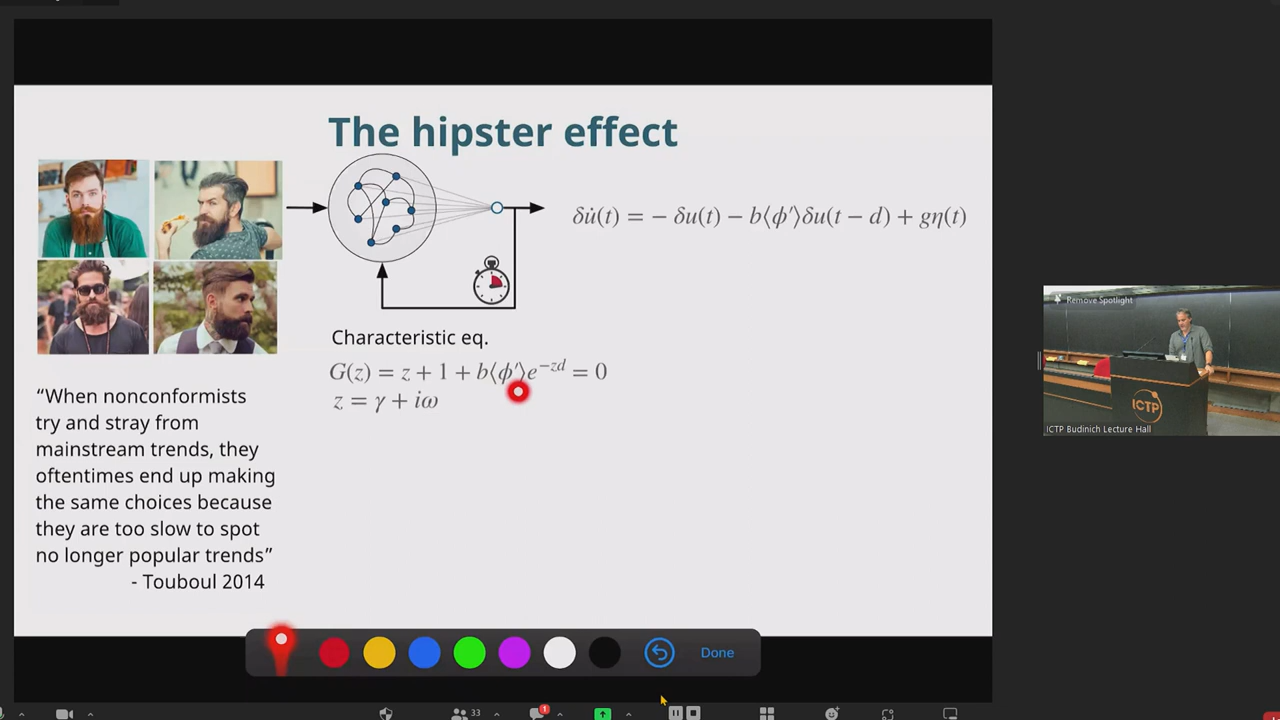 The hipster effect
δu̇(t) = − δu(t) − b⟨ϕ′⟩δu(t − d) + gη(t)
Characteristic eq.
G(z) = z + 1 + b⟨ϕ′⟩e^{−zd} = 0
z = γ + iω
“When nonconformists
try and stray from
mainstream trends, they
oftentimes end up making
the same choices because
they are too slow to spot
no longer popular trends”
- Touboul 2014
Done
Remove Spotlight
ICTP
ICTP Budinich Lecture Hall
33
1